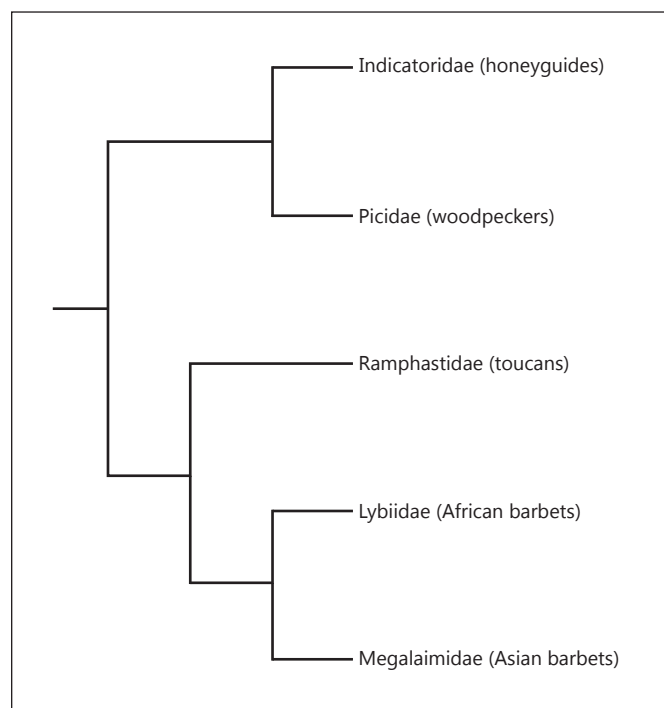 Indicatoridae (honeyguides)
Picidae (woodpeckers)
Ramphastidae (toucans)
Lybiidae (African barbets)
Megalaimidae (Asian barbets)